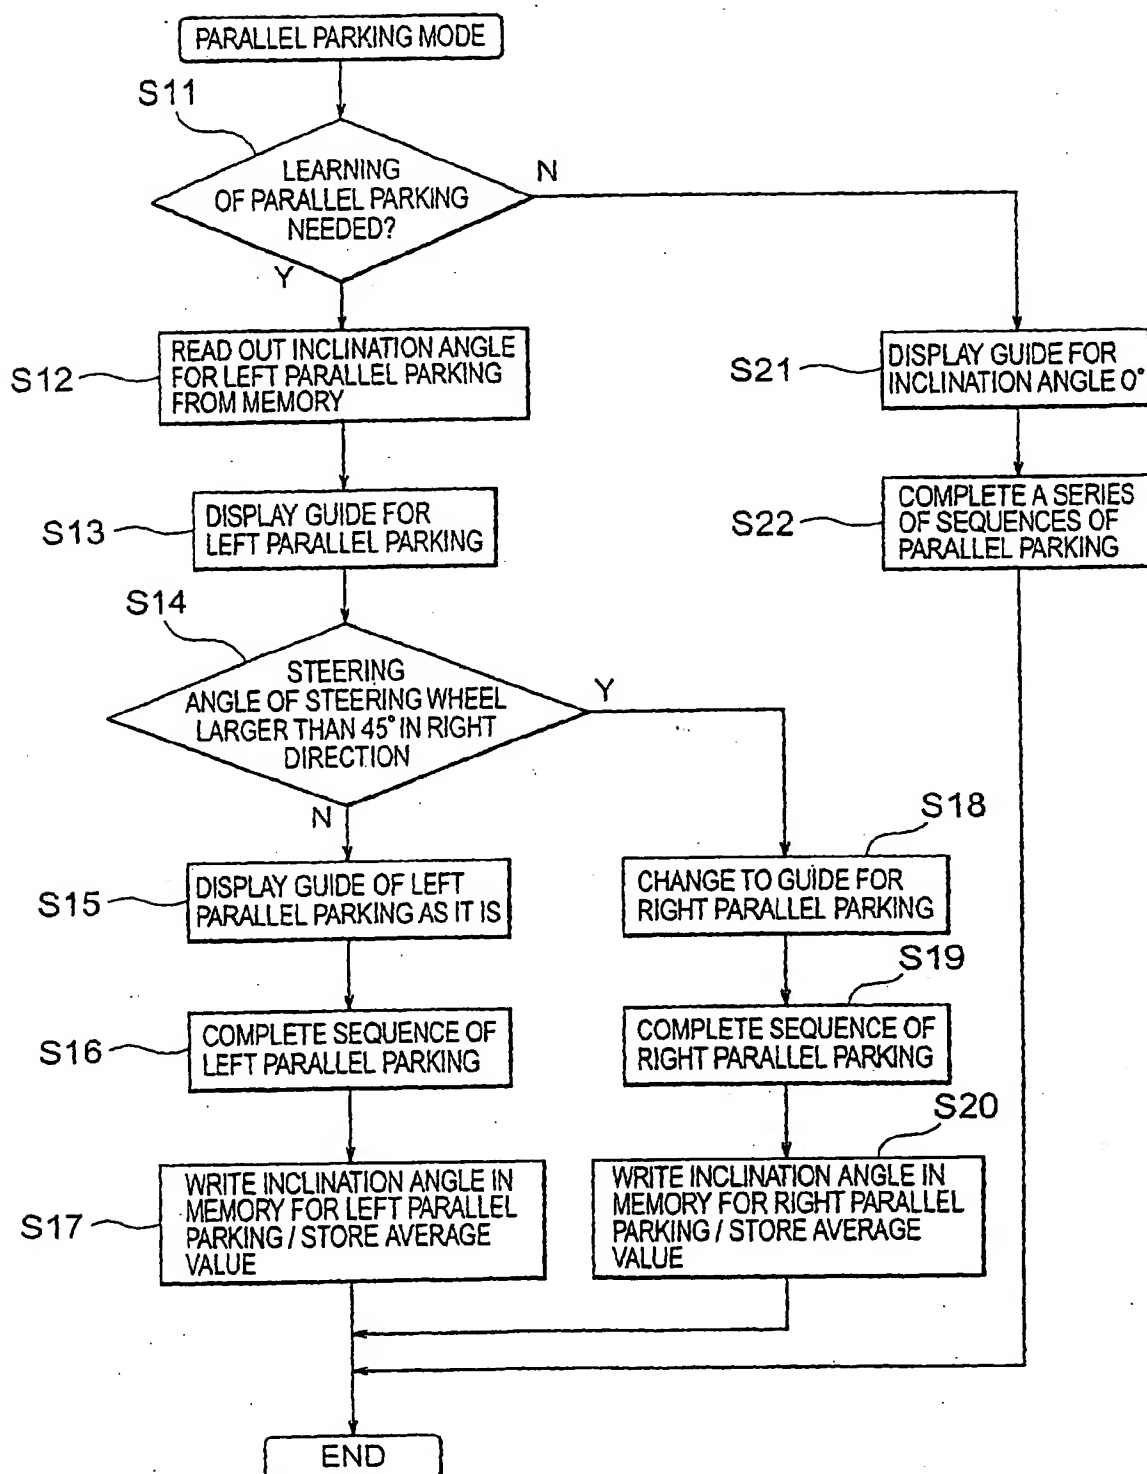 PARALLEL PARKING MODE
S11
LEARNING
OF PARALLEL PARKING
NEEDED?
N
Y
S12
READ OUT INCLINATION ANGLE
FOR LEFT PARALLEL PARKING
FROM MEMORY
S21
DISPLAY GUIDE FOR
INCLINATION ANGLE 0°
S13
DISPLAY GUIDE FOR
LEFT PARALLEL PARKING
S22
COMPLETE A SERIES
OF SEQUENCES OF
PARALLEL PARKING
S14
STEERING
ANGLE OF STEERING WHEEL
LARGER THAN 45° IN RIGHT
DIRECTION
Y
N
S15
DISPLAY GUIDE OF LEFT
PARALLEL PARKING AS IT IS
S18
CHANGE TO GUIDE FOR
RIGHT PARALLEL PARKING
S16
COMPLETE SEQUENCE OF
LEFT PARALLEL PARKING
S19
COMPLETE SEQUENCE OF
RIGHT PARALLEL PARKING
S17
WRITE INCLINATION ANGLE IN
MEMORY FOR LEFT PARALLEL
PARKING / STORE AVERAGE
VALUE
S20
WRITE INCLINATION ANGLE IN
MEMORY FOR RIGHT PARALLEL
PARKING / STORE AVERAGE
VALUE
END